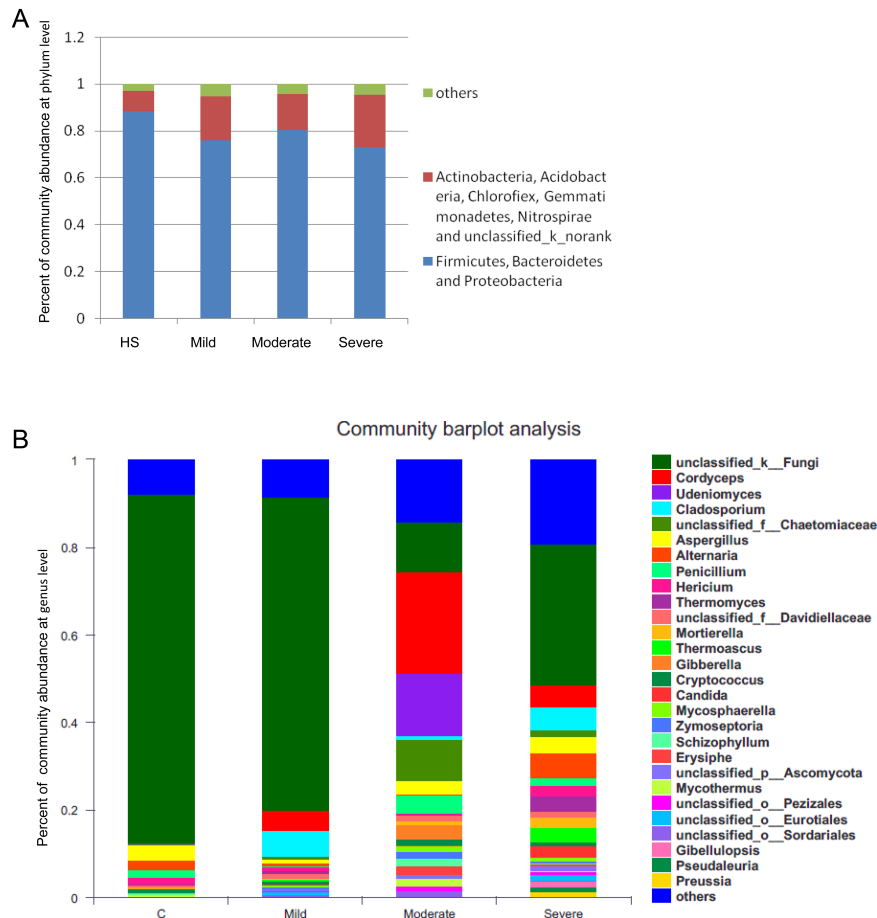 A
Percent of community abundance at phylum level
1.2
1
0.8
0.6
0.4
0.2
0
HS
Mild
Moderate
Severe
others
Actinobacteria, Acidobact
eria, Chlorofiex, Gemmati
monadetes, Nitrospirae
and unclassified_k_norank
Firmicutes, Bacteroidetes
and Proteobacteria
B
Community barplot analysis
Percent of community abundance at genus level
1
0.8
0.6
0.4
0.2
0
C
Mild
Moderate
Severe
unclassified_k__Fungi
Cordyceps
Udeniomyces
Cladosporium
unclassified_f__Chaetomiaceae
Aspergillus
Alternaria
Penicillium
Hericium
Thermomyces
unclassified_f__Davidiellaceae
Mortierella
Thermoascus
Gibberella
Cryptococcus
Candida
Mycosphaerella
Zymoseptoria
Schizophyllum
Erysiphe
unclassified_p__Ascomycota
Mycothermus
unclassified_o__Pezizales
unclassified_o__Eurotiales
unclassified_o__Sordariales
Gibellulopsis
Pseudaleuria
Preussia
others